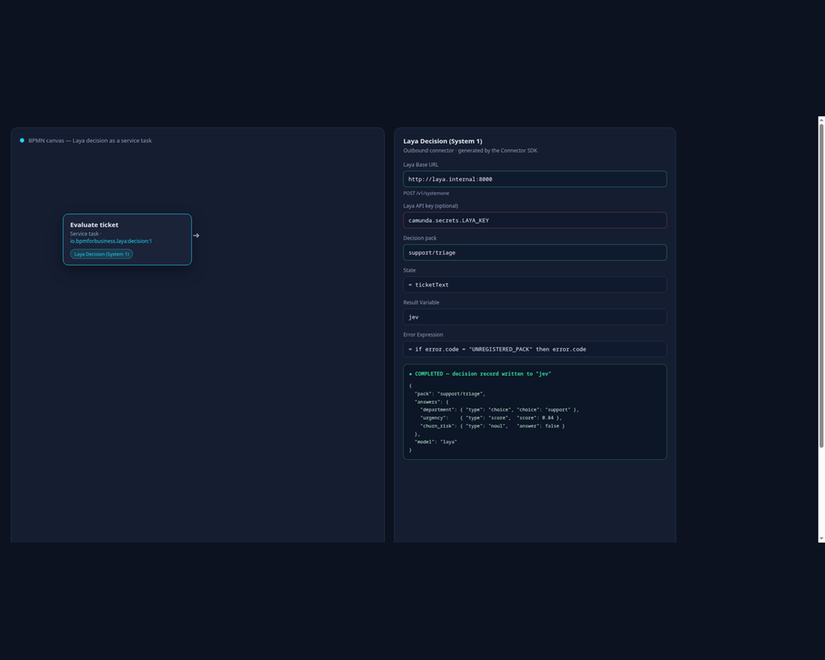 BPMN canvas — Laya decision as a service task
Evaluate ticket
Service task ·
io.bpmforbusiness.laya:decision:1
Laya Decision (System 1)
→
Laya Decision (System 1)
Outbound connector · generated by the Connector SDK
Laya Base URL
http://laya.internal:8000
POST /v1/systemone
Laya API key (optional)
camunda.secrets.LAYA_KEY
Decision pack
support/triage
State
= ticketText
Result Variable
jev
Error Expression
= if error.code = "UNREGISTERED_PACK" then error.code
COMPLETED — decision record written to "jev"
{
"pack": "support/triage",
"answers": {
"department": { "type": "choice", "choice": "support" },
"urgency": { "type": "score", "score": 0.84 },
"churn_risk": { "type": "noul", "answer": false }
},
"model": "laya"
}